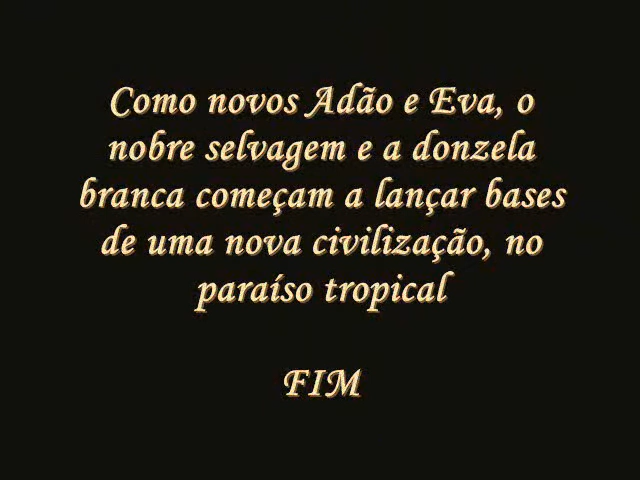 Como novos Adão e Eva, o
nobre selvagem e a donzela
branca começam a lançar bases
de uma nova civilização, no
paraíso tropical
FIM